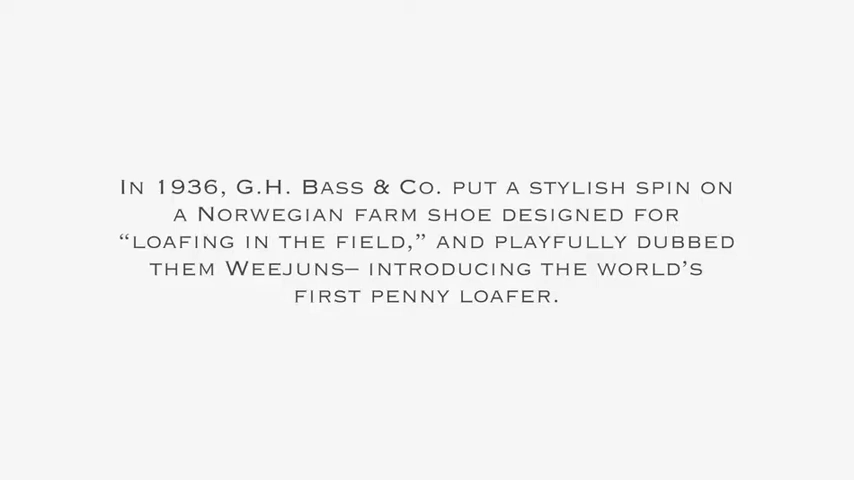 In 1936, G.H. Bass & Co. put a stylish spin on
a Norwegian farm shoe designed for
“loafing in the field,” and playfully dubbed
them Weejuns– introducing the world’s
first penny loafer.